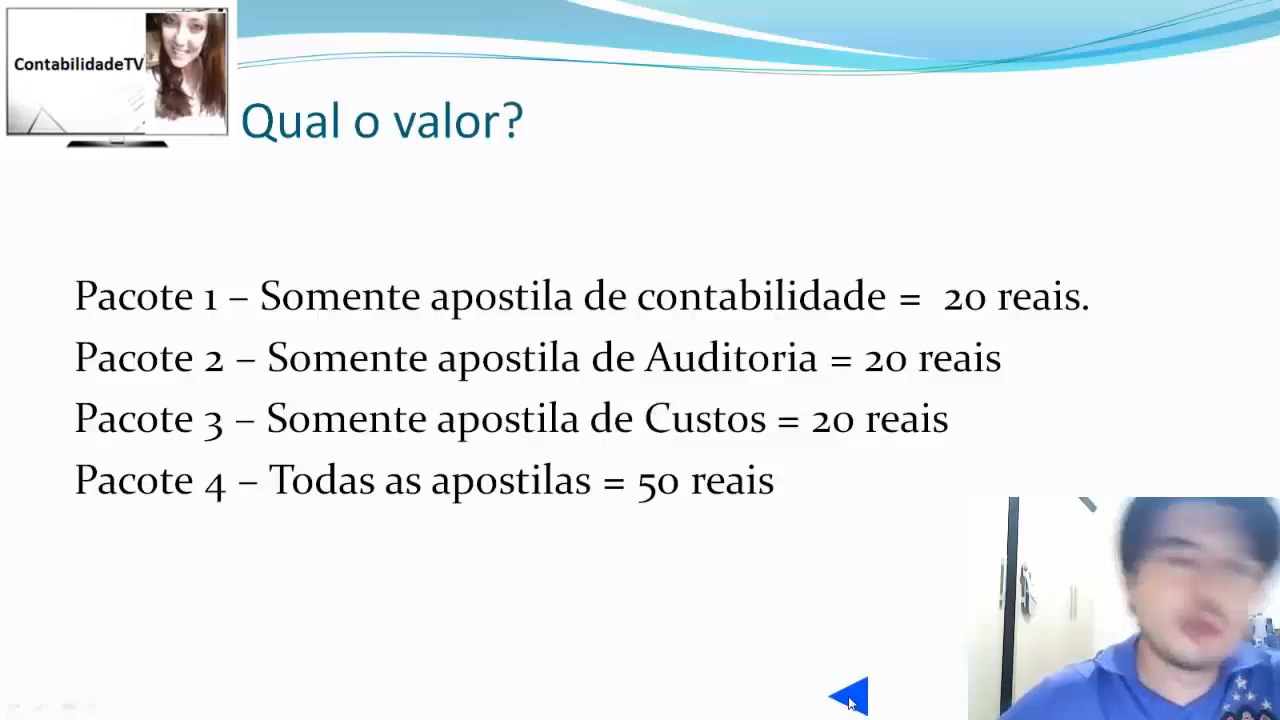 ContabilidadeTV
Qual o valor?
Pacote 1 – Somente apostila de contabilidade = 20 reais.
Pacote 2 – Somente apostila de Auditoria = 20 reais
Pacote 3 – Somente apostila de Custos = 20 reais
Pacote 4 – Todas as apostilas = 50 reais